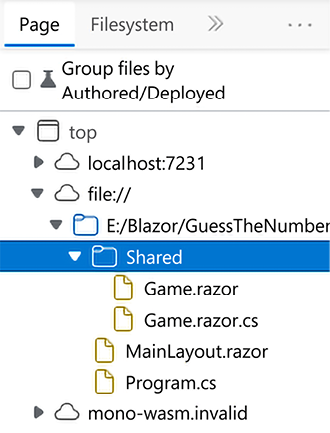 Page Filesystem
Group files by
Authored/Deployed
top
localhost:7231
file://
E:/Blazor/GuessTheNumber
Shared
Game.razor
Game.razor.cs
MainLayout.razor
Program.cs
mono-wasm.invalid